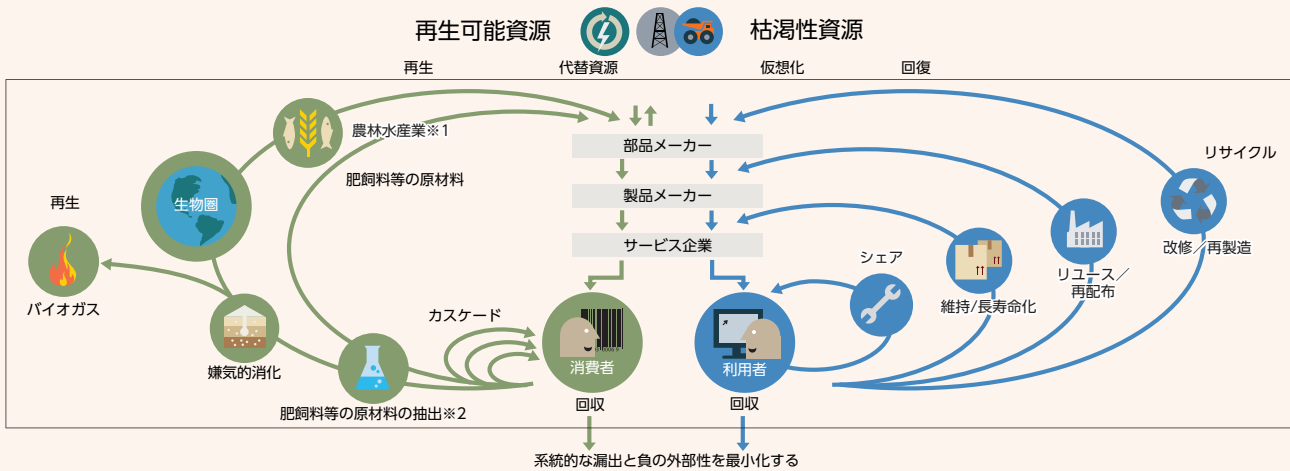 再生可能資源
枯渇性資源
再生
代替資源
仮想化
回復
農林水産業※1
肥飼料等の原材料
部品メーカー
製品メーカー
サービス企業
リサイクル
生物圏
再生
バイオガス
シェア
改修／再製造
リユース／
再配布
維持/長寿命化
カスケード
嫌気的消化
消費者
利用者
肥飼料等の原材料の抽出※2
回収
回収
系統的な漏出と負の外部性を最小化する